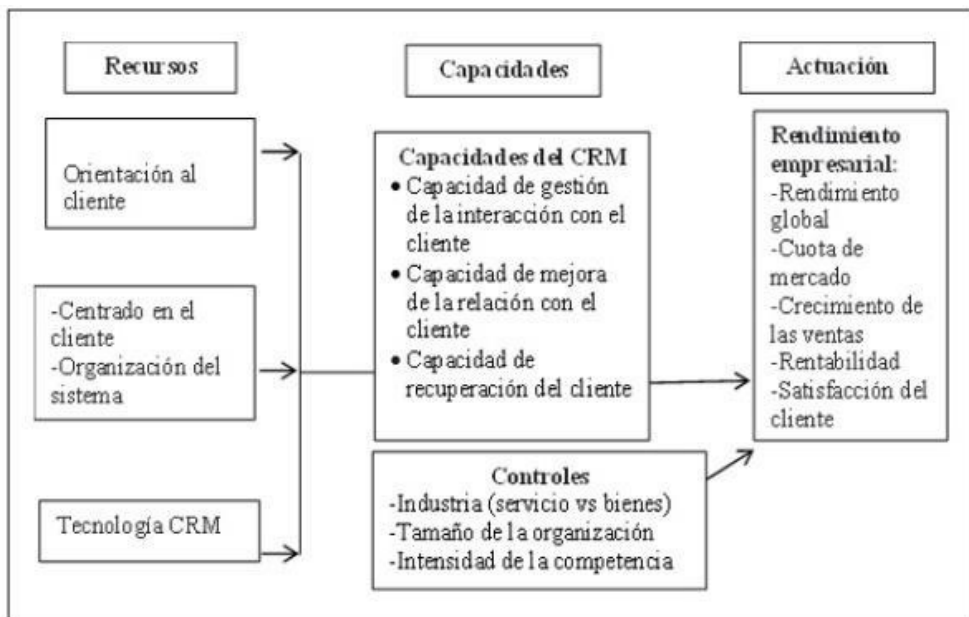 Recursos
Capacidades
Actuación
Orientación al
cliente
-Centrado en el
cliente
-Organización del
sistema
Tecnología CRM
Capacidades del CRM
• Capacidad de gestión
de la interacción con el
cliente
• Capacidad de mejora
de la relación con el
cliente
• Capacidad de
recuperación del cliente
Controles
-Industria (servicio vs bienes)
-Tamaño de la organización
-Intensidad de la competencia
Rendimiento
empresarial:
-Rendimiento
global
-Cuota de
mercado
-Crecimiento de
las ventas
-Rentabilidad
-Satisfacción del
cliente